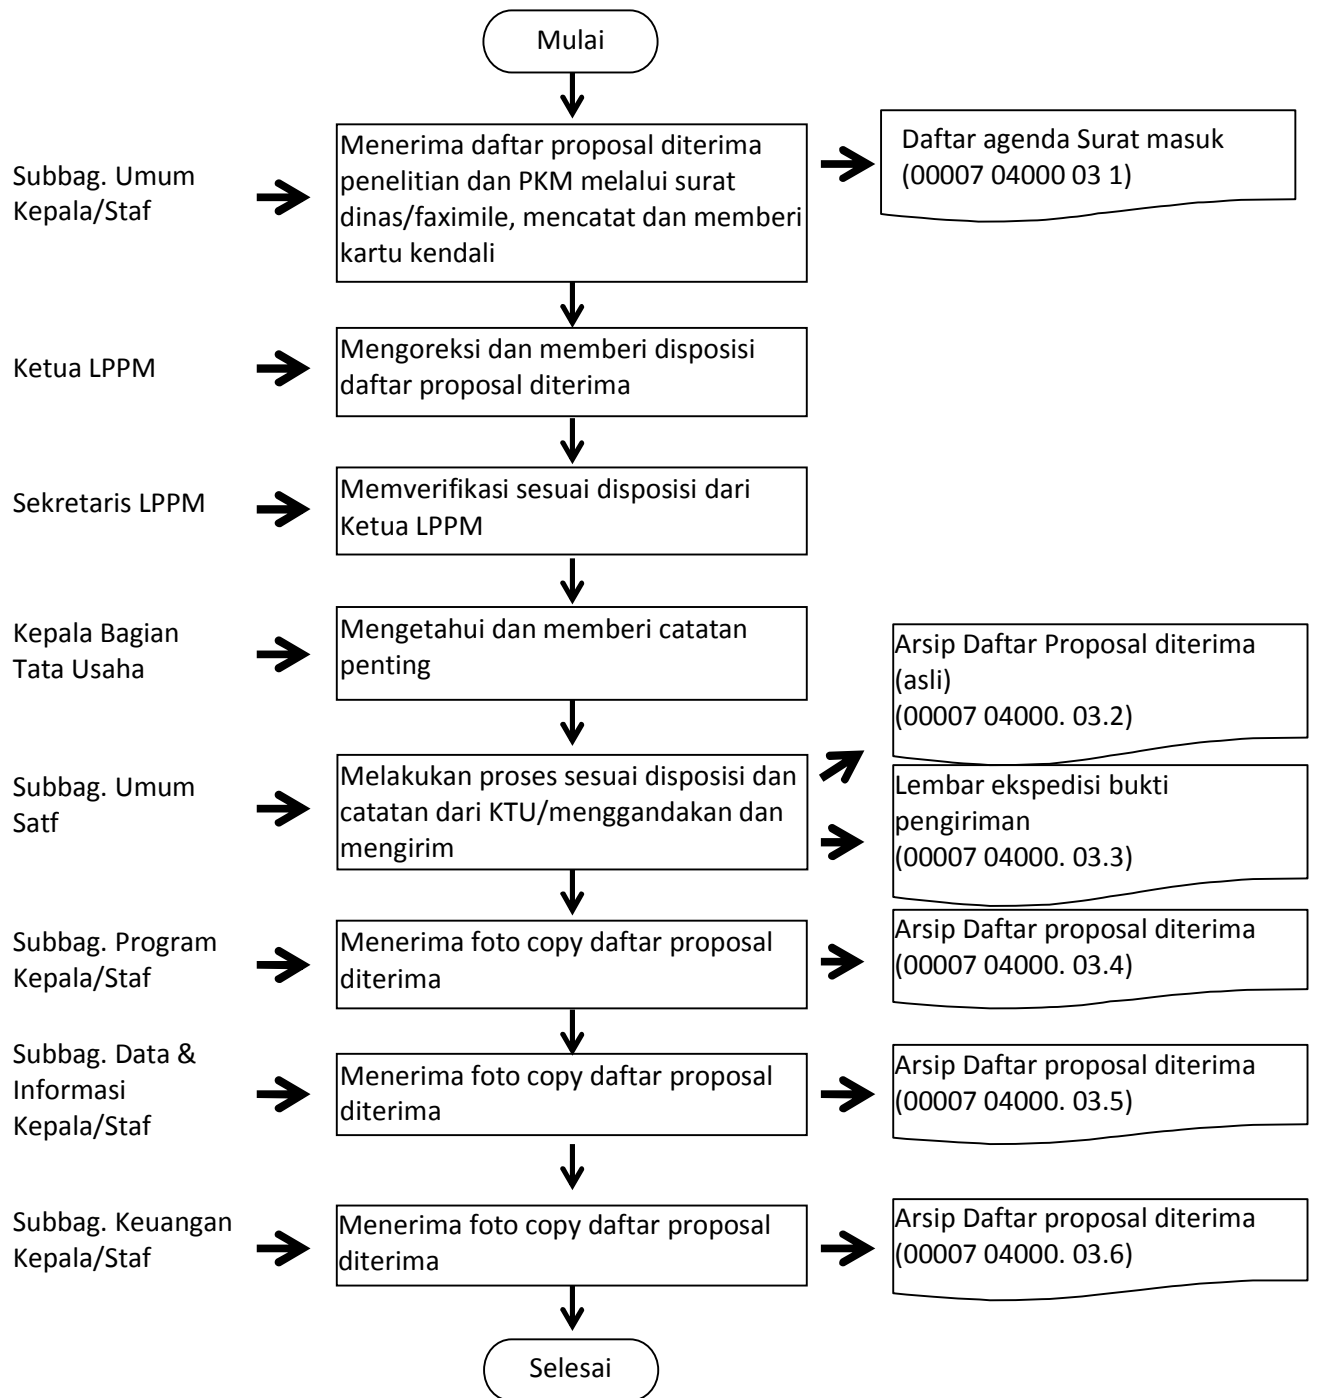 Mulai
Subbag. Umum
Kepala/Staf
Menerima daftar proposal diterima
penelitian dan PKM melalui surat
dinas/faximile, mencatat dan memberi
kartu kendali
Daftar agenda Surat masuk
(00007 04000 03 1)
Ketua LPPM
Mengoreksi dan memberi disposisi
daftar proposal diterima
Sekretaris LPPM
Memverifikasi sesuai disposisi dari
Ketua LPPM
Kepala Bagian
Tata Usaha
Mengetahui dan memberi catatan
penting
Subbag. Umum
Satf
Melakukan proses sesuai disposisi dan
catatan dari KTU/menggandakan dan
mengirim
Arsip Daftar Proposal diterima
(asli)
(00007 04000. 03.2)
Lembar ekspedisi bukti
pengiriman
(00007 04000. 03.3)
Subbag. Program
Kepala/Staf
Menerima foto copy daftar proposal
diterima
Arsip Daftar proposal diterima
(00007 04000. 03.4)
Subbag. Data &
Informasi
Kepala/Staf
Menerima foto copy daftar proposal
diterima
Arsip Daftar proposal diterima
(00007 04000. 03.5)
Subbag. Keuangan
Kepala/Staf
Menerima foto copy daftar proposal
diterima
Arsip Daftar proposal diterima
(00007 04000. 03.6)
Selesai